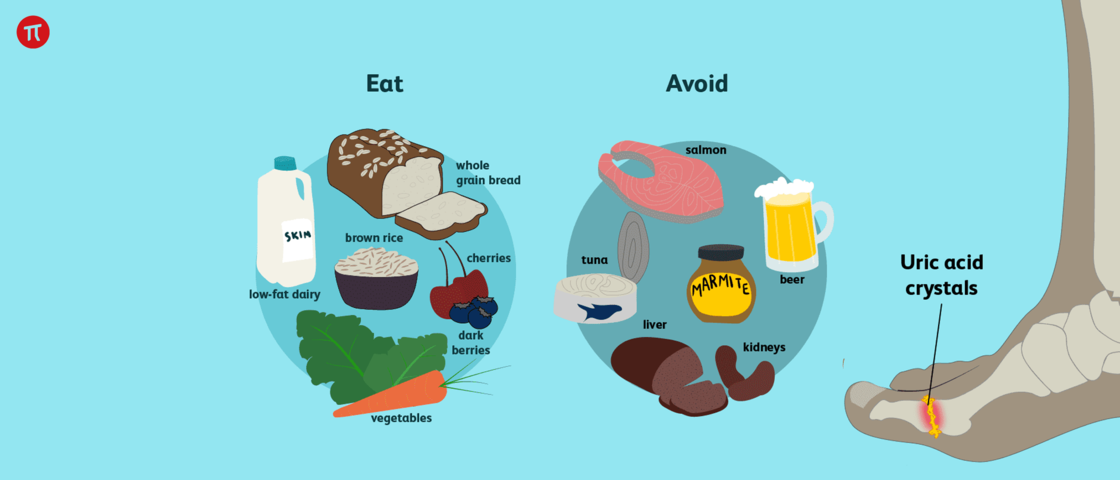 π
Eat
Avoid
whole
grain bread
SKIM
brown rice
cherries
low-fat dairy
dark
berries
vegetables
salmon
tuna
MARMITE
beer
liver
kidneys
Uric acid
crystals